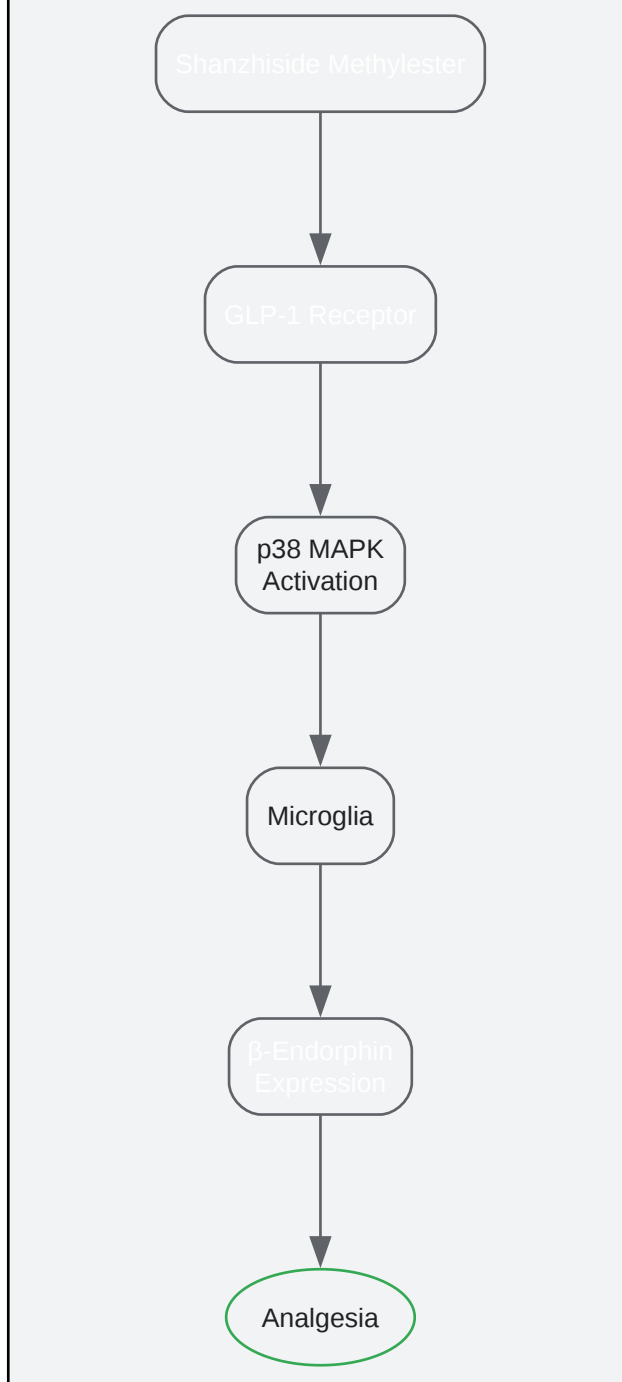 Shanzhiside Methylester
GLP-1 Receptor
p38 MAPK
Activation
Microglia
β-Endorphin
Expression
Analgesia